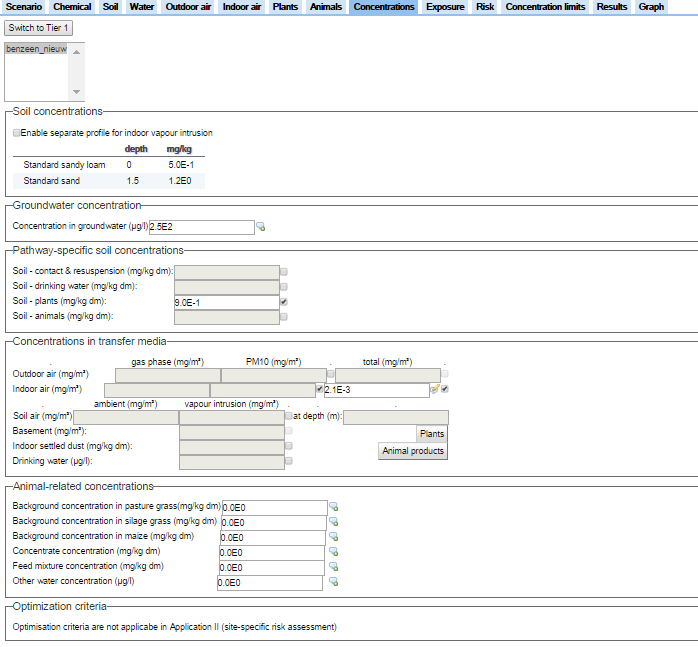 Scenario Chemical Soil Water Outdoor air Indoor air Plants Animals Concentrations Exposure Risk Concentration limits Results Graph
Switch to Tier 1
benzeen_nieuw
Soil concentrations
Enable separate profile for indoor vapour intrusion
depth mg/kg
Standard sandy loam 0 5.0E-1
Standard sand 1.5 1.2E0
Groundwater concentration
Concentration in groundwater (µg/l) 2.5E2
Pathway-specific soil concentrations
Soil - contact & resuspension (mg/kg dm):
Soil - drinking water (mg/kg dm):
Soil - plants (mg/kg dm): 9.0E-1
Soil - animals (mg/kg dm):
Concentrations in transfer media
. gas phase (mg/m³) PM10 (mg/m³) . total (mg/m³) .
Outdoor air (mg/m³)
Indoor air (mg/m³) 2.1E-3
. ambient (mg/m³) vapour intrusion (mg/m³) . . .
Soil air (mg/m³) at depth (m):
Basement (mg/m³): Plants
Indoor settled dust (mg/kg dm): Animal products
Drinking water (µg/l):
Animal-related concentrations
Background concentration in pasture grass(mg/kg dm) 0.0E0
Background concentration in silage grass (mg/kg dm) 0.0E0
Background concentration in maize (mg/kg dm) 0.0E0
Concentrate concentration (mg/kg dm) 0.0E0
Feed mixture concentration (mg/kg dm) 0.0E0
Other water concentration (µg/l) 0.0E0
Optimization criteria
Optimisation criteria are not applicabe in Application II (site-specific risk assessment)